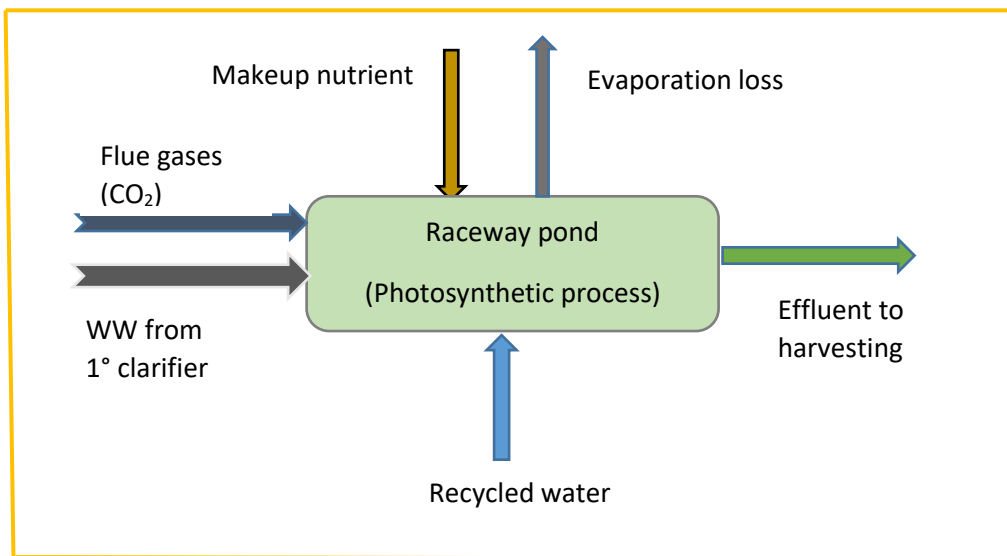 Makeup nutrient
Evaporation loss
Flue gases
(CO₂)
Raceway pond
(Photosynthetic process)
WW from
1° clarifier
Effluent to
harvesting
Recycled water